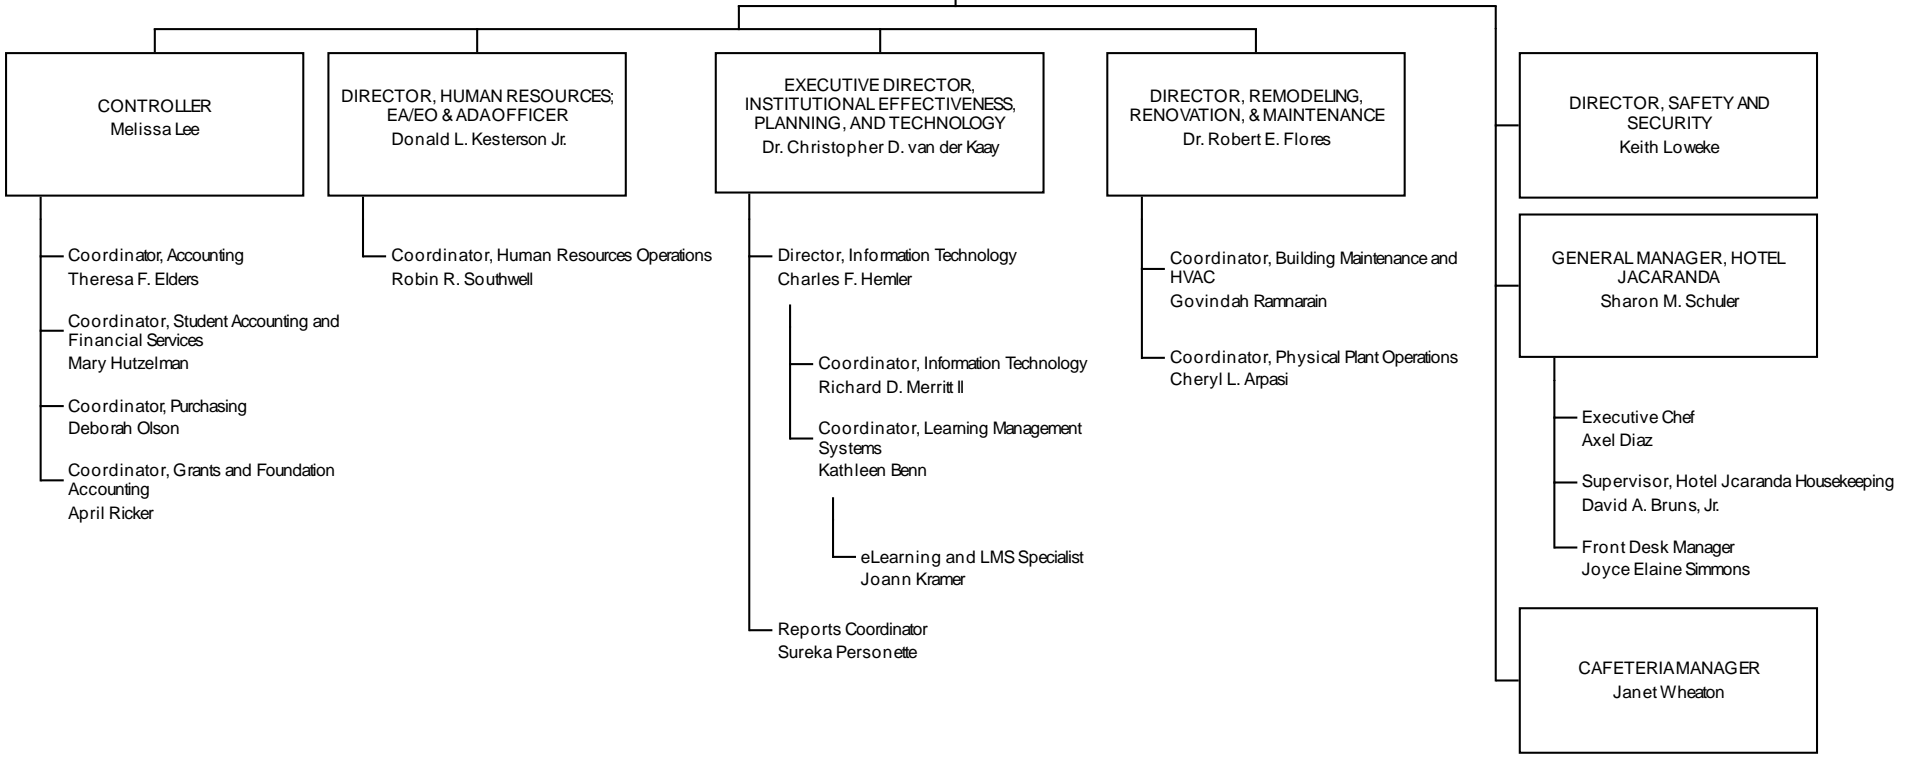 CONTROLLER
Melissa Lee
Coordinator, Accounting
Theresa F. Elders
Coordinator, Student Accounting and
Financial Services
Mary Hutzelman
Coordinator, Purchasing
Deborah Olson
Coordinator, Grants and Foundation
Accounting
April Ricker
DIRECTOR, HUMAN RESOURCES;
EA/EO & ADA OFFICER
Donald L. Kesterson Jr.
Coordinator, Human Resources Operations
Robin R. Southwell
EXECUTIVE DIRECTOR,
INSTITUTIONAL EFFECTIVENESS,
PLANNING, AND TECHNOLOGY
Dr. Christopher D. van der Kaay
Director, Information Technology
Charles F. Hemler
Coordinator, Information Technology
Richard D. Merritt II
Coordinator, Learning Management
Systems
Kathleen Benn
eLearning and LMS Specialist
Joann Kramer
Reports Coordinator
Sureka Personette
DIRECTOR, REMODELING,
RENOVATION, & MAINTENANCE
Dr. Robert E. Flores
Coordinator, Building Maintenance and
HVAC
Govindah Ramnarain
Coordinator, Physical Plant Operations
Cheryl L. Arpasi
DIRECTOR, SAFETY AND
SECURITY
Keith Loweke
GENERAL MANAGER, HOTEL
JACARANDA
Sharon M. Schuler
Executive Chef
Axel Diaz
Supervisor, Hotel Jcaranda Housekeeping
David A. Bruns, Jr.
Front Desk Manager
Joyce Elaine Simmons
CAFETERIA MANAGER
Janet Wheaton